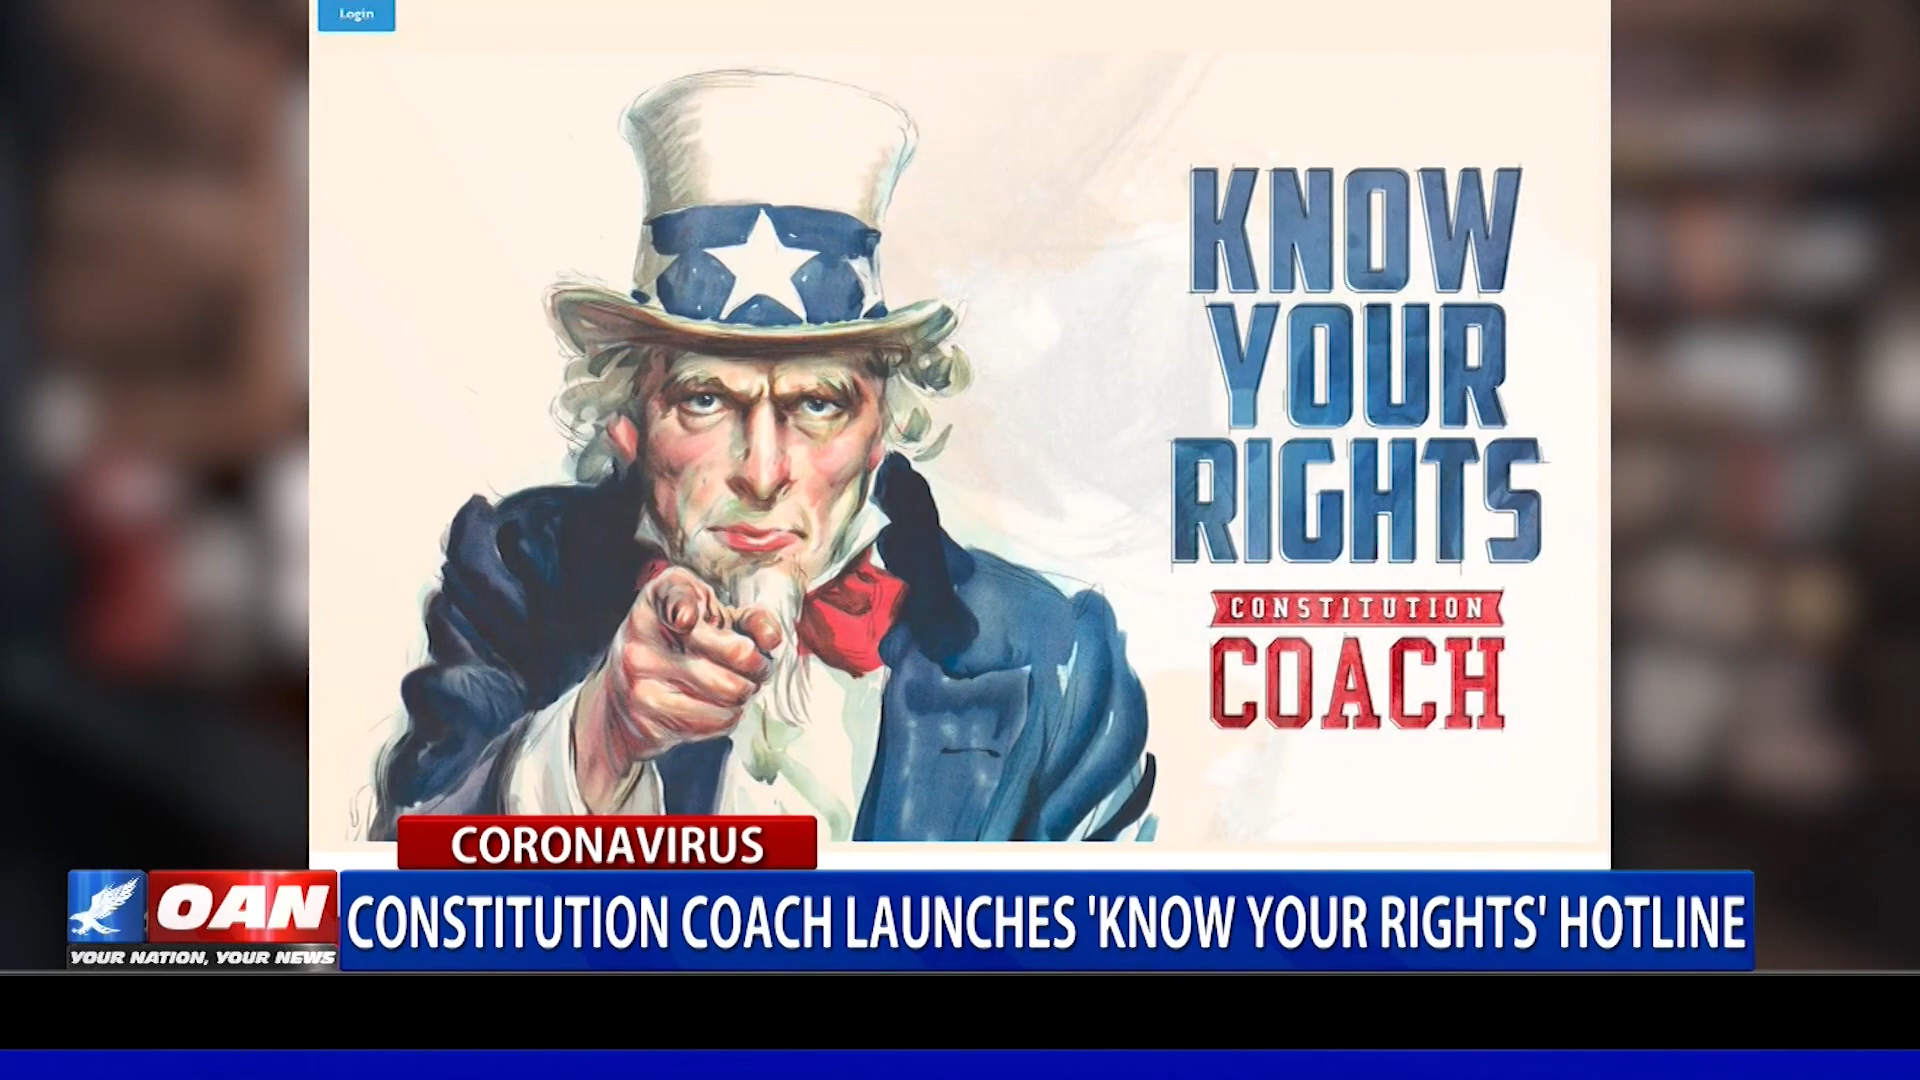 Login
KNOW
YOUR
RIGHTS
CONSTITUTION
COACH
CORONAVIRUS
OAN
CONSTITUTION COACH LAUNCHES 'KNOW YOUR RIGHTS' HOTLINE
YOUR NATION, YOUR NEWS